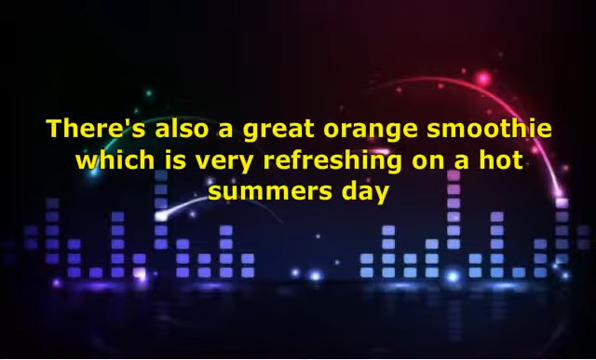 There's also a great orange smoothie
which is very refreshing on a hot
summers day